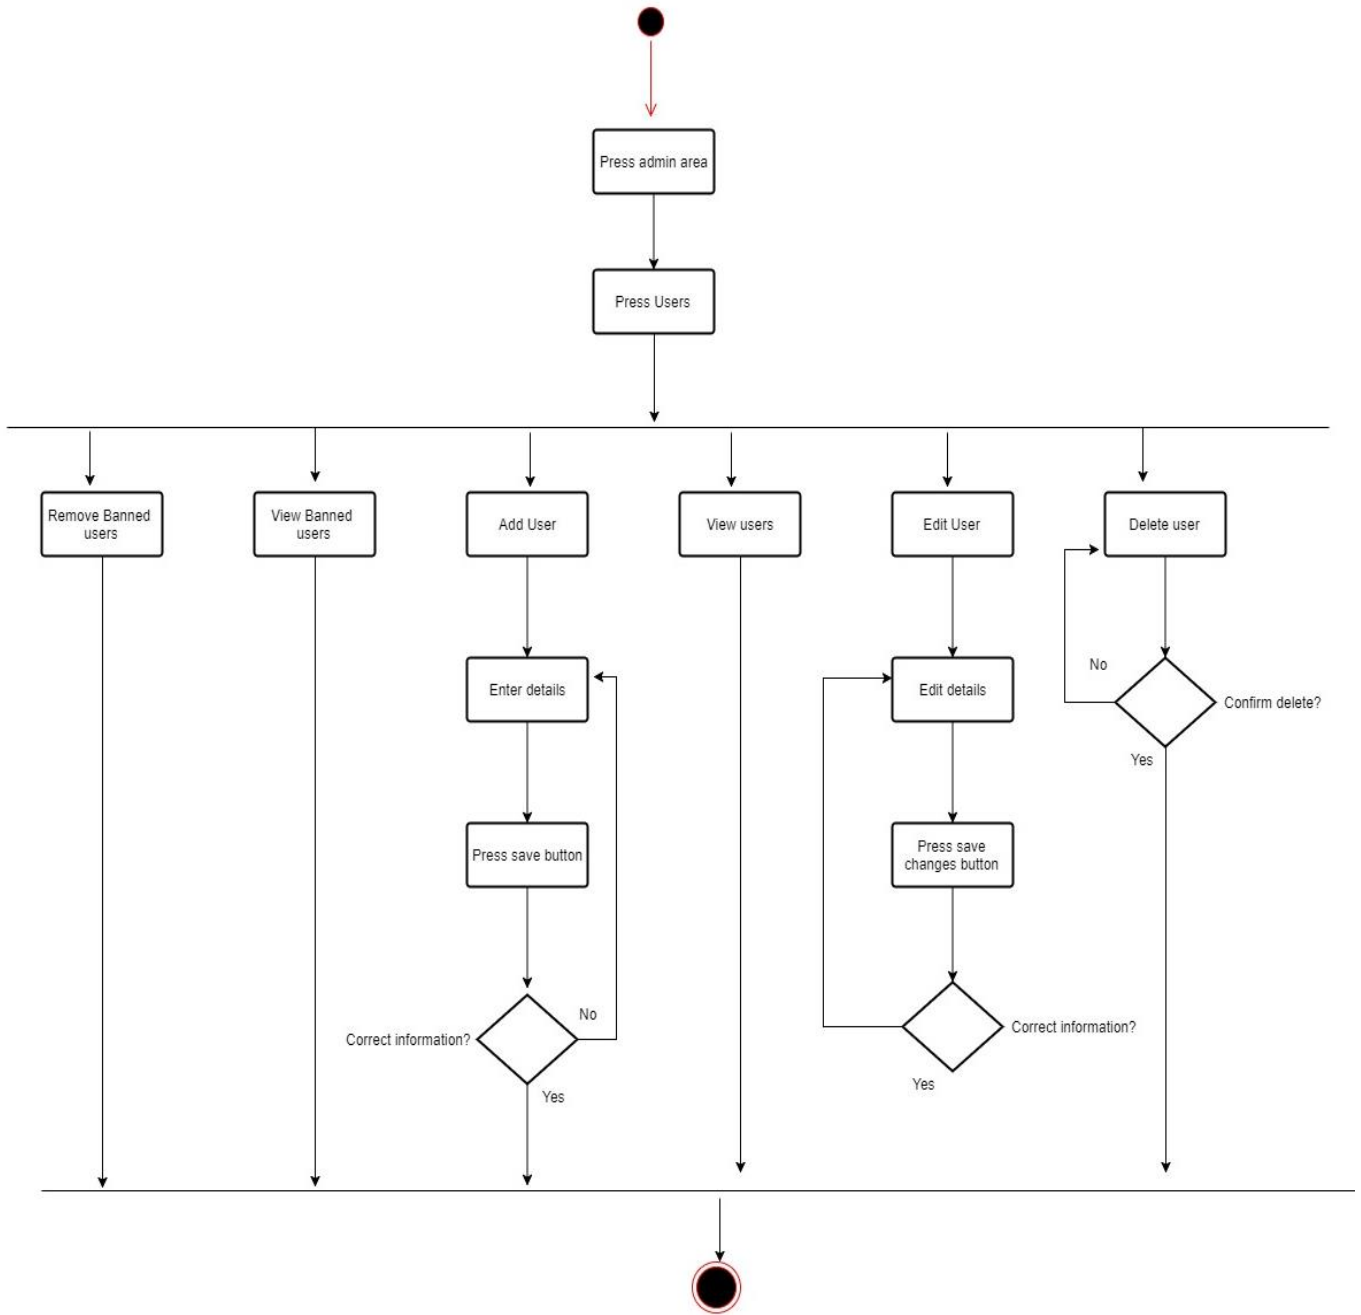 Press admin area
Press Users
Remove Banned
users
View Banned
users
Add User
View users
Edit User
Delete user
Enter details
Edit details
No
Confirm delete?
Yes
Press save button
Press save
changes button
No
Correct information?
Correct information?
Yes
Yes